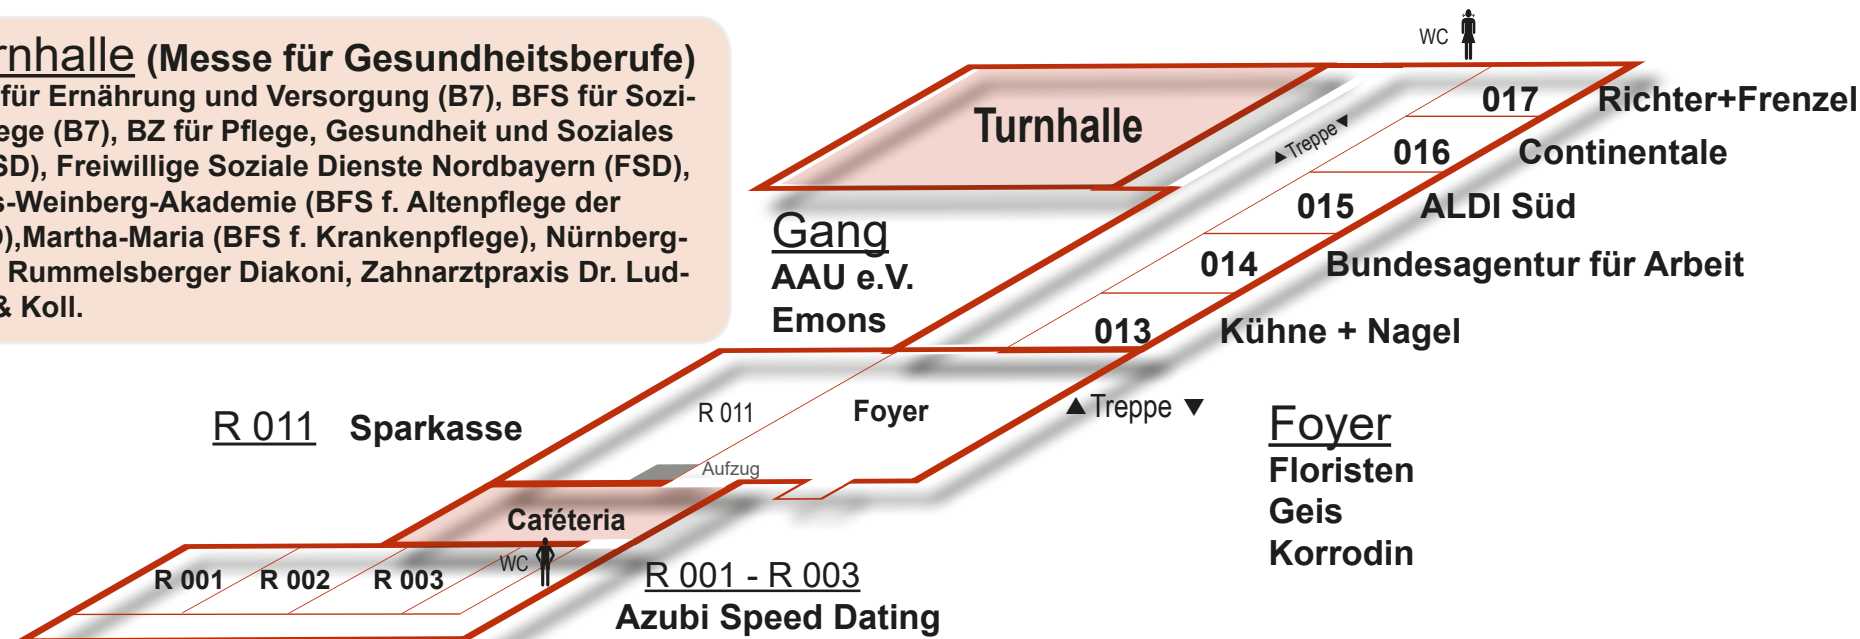 rnhalle (Messe für Gesundheitsberufe)
für Ernährung und Versorgung (B7), BFS für Sozi-
ege (B7), BZ für Pflege, Gesundheit und Soziales
SD), Freiwillige Soziale Dienste Nordbayern (FSD),
s-Weinberg-Akademie (BFS f. Altenpflege der
),Martha-Maria (BFS f. Krankenpflege), Nürnberg-
Rummelsberger Diakoni, Zahnarztpraxis Dr. Lud-
& Koll.
WC
Turnhalle
▲Treppe▼
017 Richter+Frenzel
016 Continentale
015 ALDI Süd
014 Bundesagentur für Arbeit
013 Kühne + Nagel
Gang
AAU e.V.
Emons
R 011 Sparkasse
R 011
Foyer
▲Treppe ▼
Aufzug
Foyer
Floristen
Geis
Korrodin
Caféteria
WC
R 001 R 002 R 003
R 001 - R 003
Azubi Speed Dating